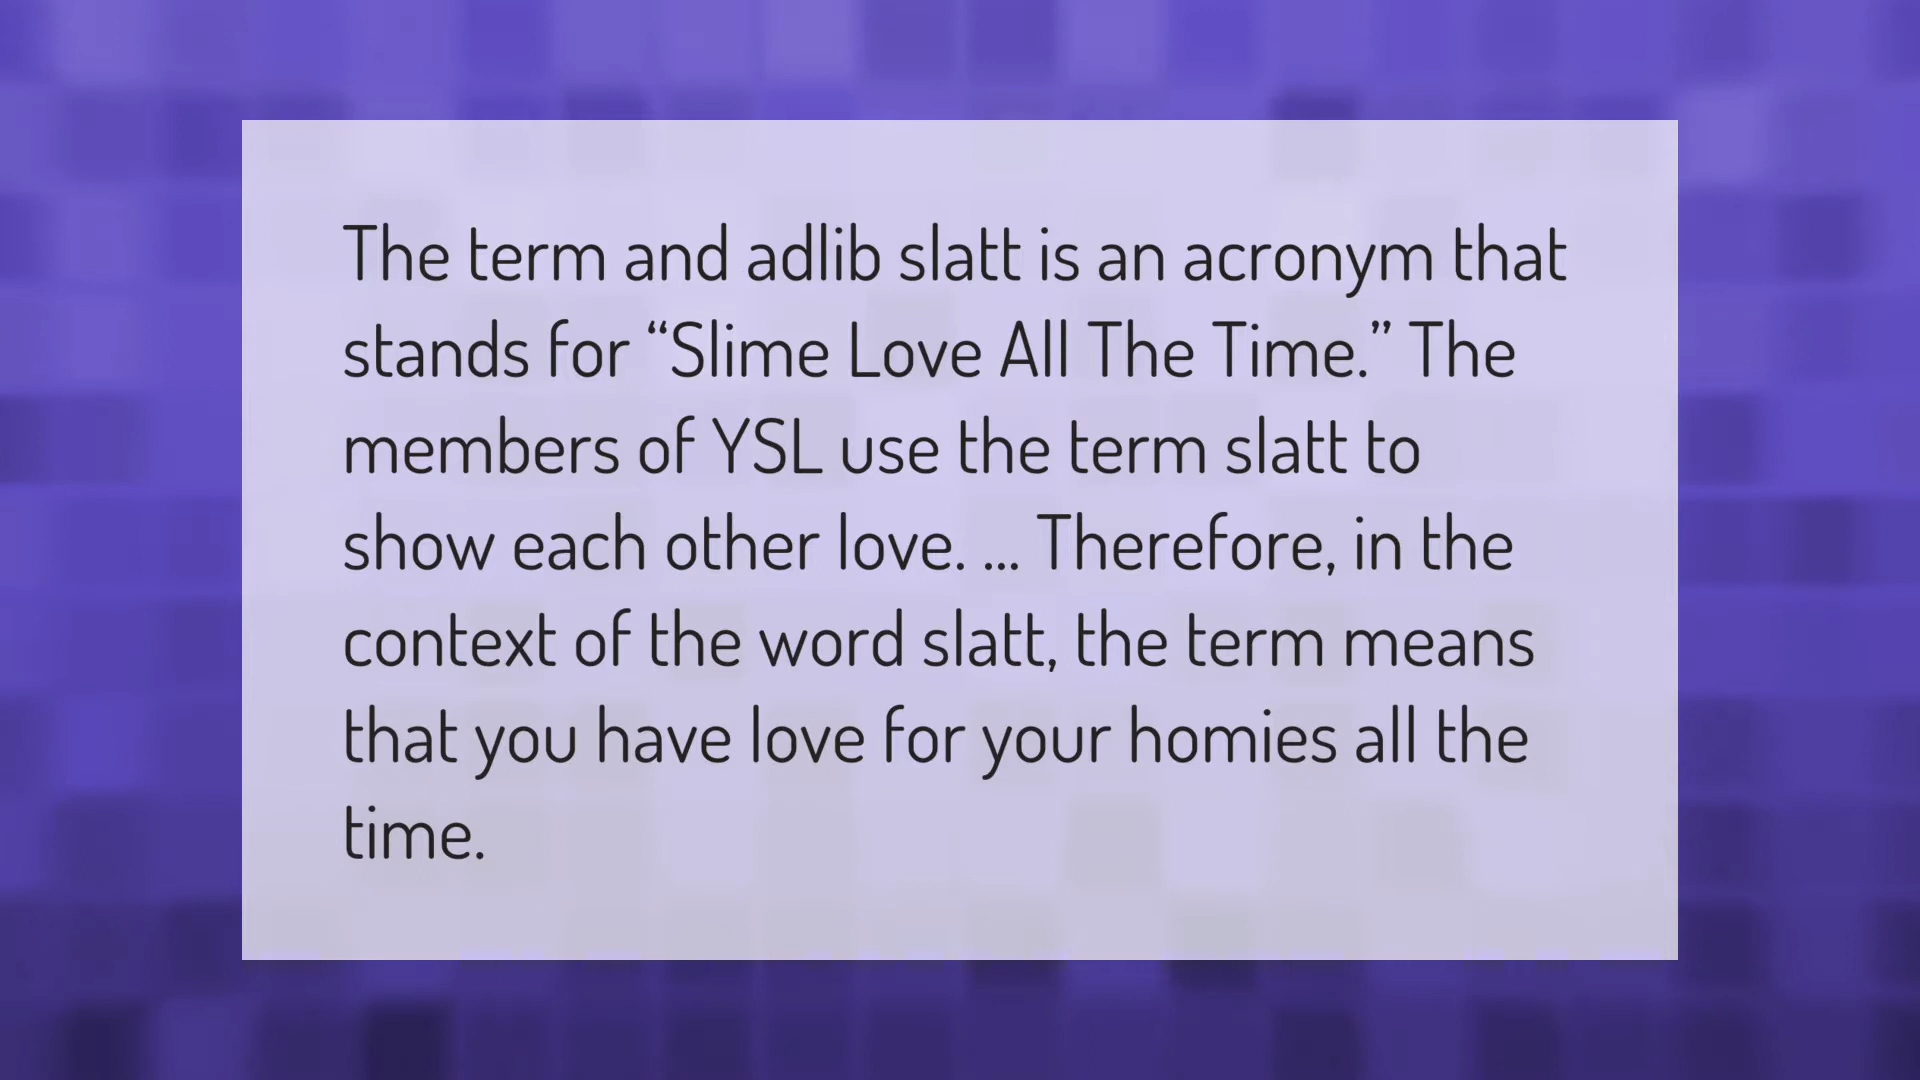 The term and adlib slatt is an acronym that
stands for “Slime Love All The Time.” The
members of YSL use the term slatt to
show each other love. ... Therefore, in the
context of the word slatt, the term means
that you have love for your homies all the
time.